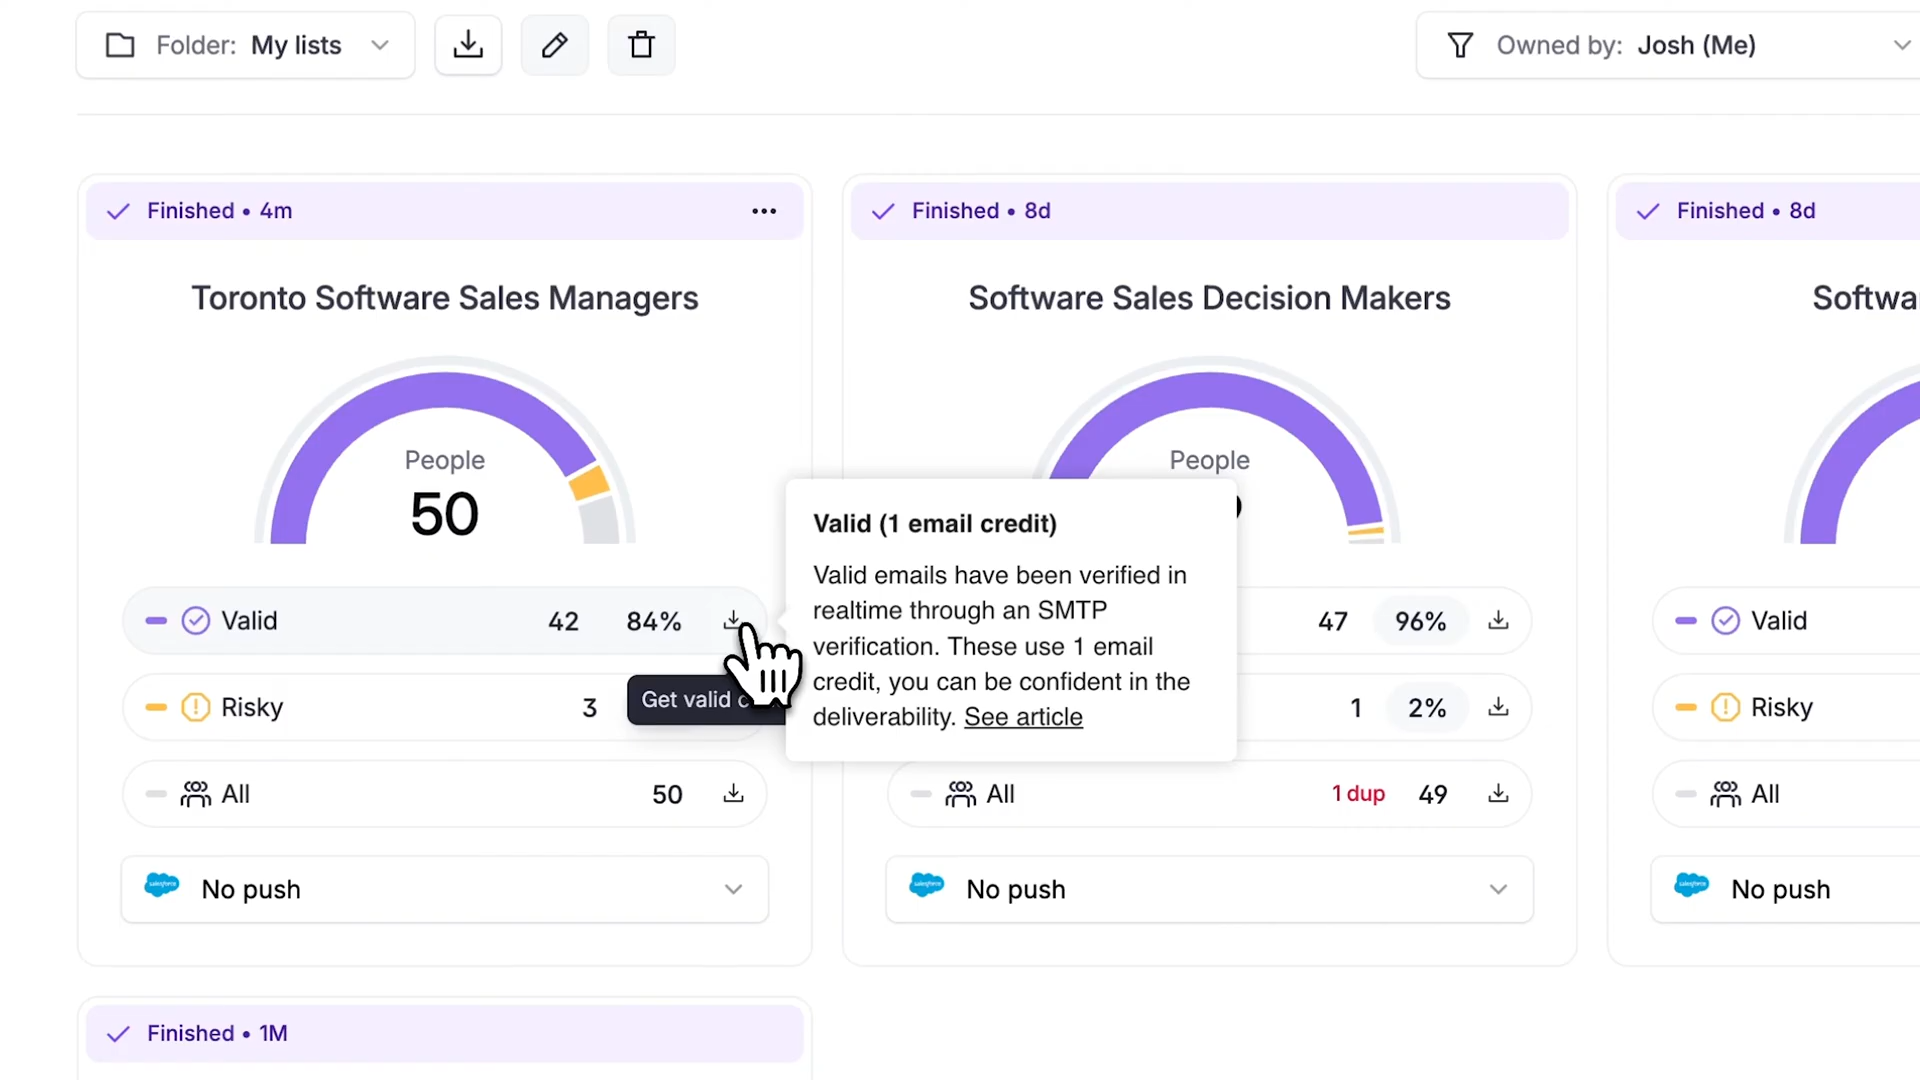 Folder: My lists
Owned by: Josh (Me)
Finished • 4m
Toronto Software Sales Managers
People
50
Valid 42 84%
Risky 3
Get valid
All 50
salesforce No push
Finished • 8d
Software Sales Decision Makers
People
Valid (1 email credit)
Valid emails have been verified in
realtime through an SMTP
verification. These use 1 email
credit, you can be confident in the
deliverability. See article
47 96%
1 2%
All 1 dup 49
salesforce No push
Finished • 8d
Valid
Risky
All
salesforce No push
Finished • 1M